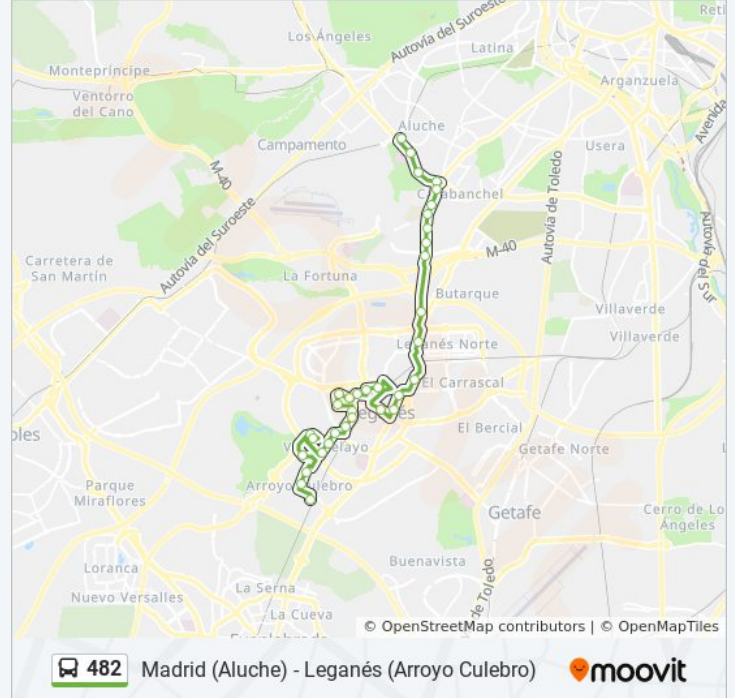 Los Ángeles
Autovía del Suroeste
Reti
Latina
Montepríncipe
Arganzuela
Ventorro
del Cano
Avenida
Aluche
Campamento
Usera
M-40
Carabanchel
Autovía de Toledo
Autovía del Suroeste
Autovía del Sur
M-40
Carretera de
San Martín
La Fortuna
Butarque
Villaverde
Villaverde
Leganés Norte
El Carrascal
Leganés
oles
El Bercial
Getafe Norte
Parque
Miraflores
Arroyo Culebro
Getafe
Cerro de Lo
Ángeles
Buenavista
Loranca
Nuevo Versalles
La Serna
de Toledo
La Cueva
© OpenStreetMap contributors | © OpenMapTiles
482 Madrid (Aluche) - Leganés (Arroyo Culebro)
moovit